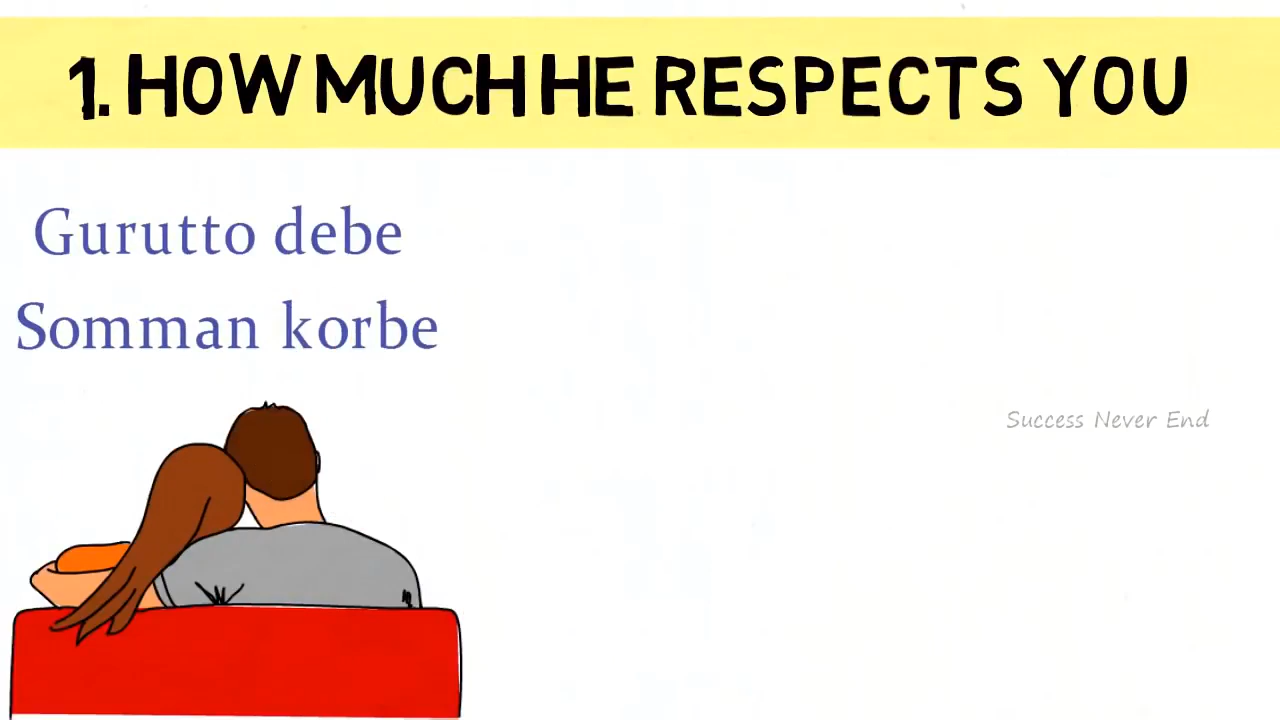 1. HOW MUCH HE RESPECTS YOU
Gurutto debe
Somman korbe
Success Never End